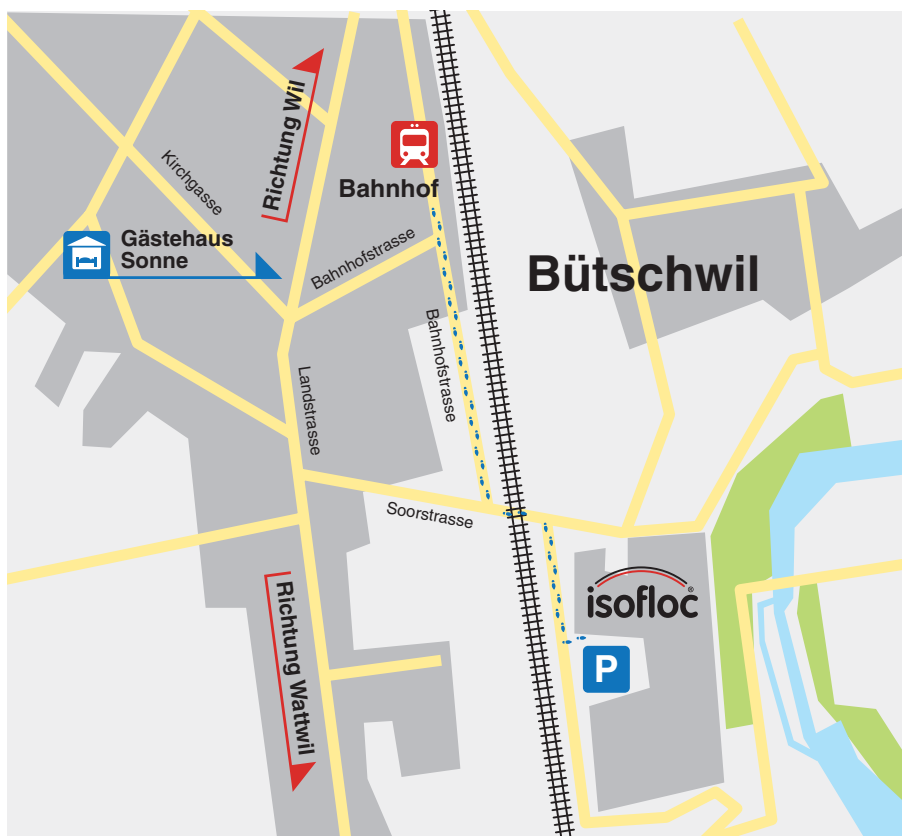 Richtung Wil
Kirchgasse
Bahnhof
Gästehaus
Sonne
Bahnhofstrasse
Bütschwil
Bahnhofstrasse
Landstrasse
Soorstrasse
isofloc®
Richtung Wattwil
P